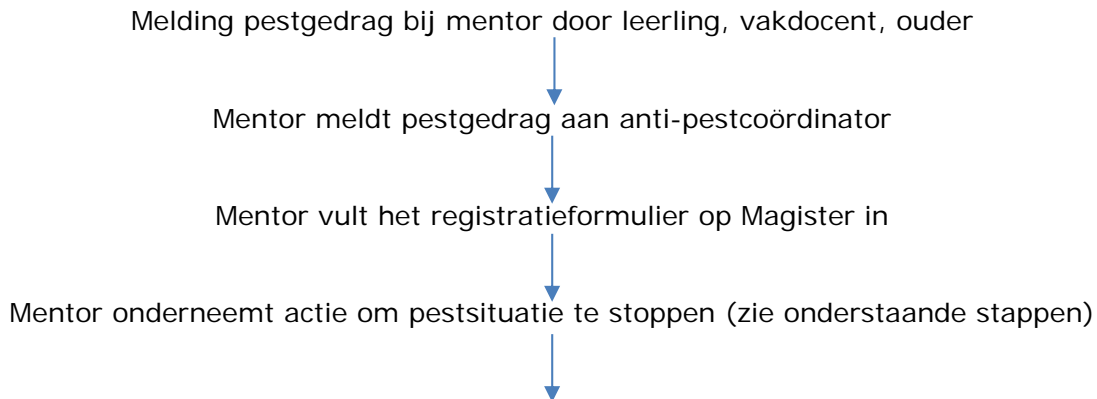 Melding pestgedrag bij mentor door leerling, vakdocent, ouder
Mentor meldt pestgedrag aan anti-pestcoördinator
Mentor vult het registratieformulier op Magister in
Mentor onderneemt actie om pestsituatie te stoppen (zie onderstaande stappen)